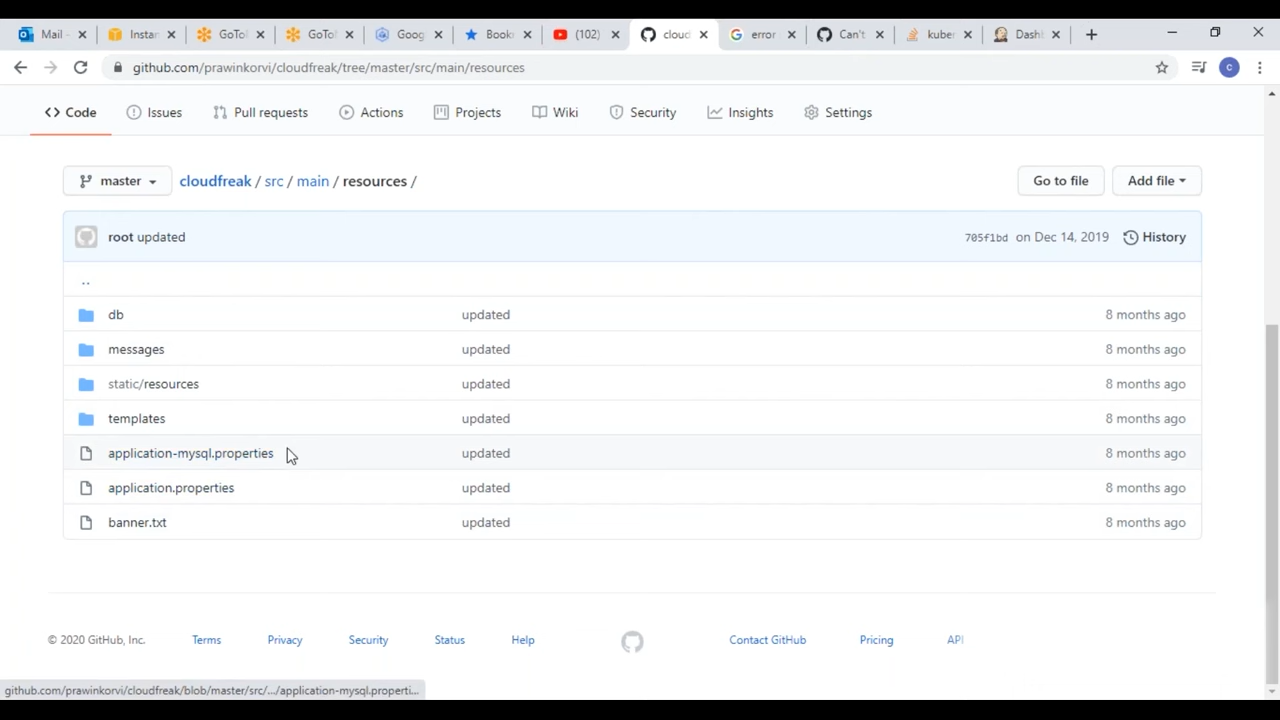 Mail - Instan GoToM GoToM Goog Book (102) cloud error Can't kuber Dashb
github.com/prawinkorvi/cloudfreak/tree/master/src/main/resources C
Code Issues Pull requests Actions Projects Wiki Security Insights Settings
master cloudfreak / src / main / resources / Go to file Add file
root updated 705f1bd on Dec 14, 2019 History
..
db updated 8 months ago
messages updated 8 months ago
static/resources updated 8 months ago
templates updated 8 months ago
application-mysql.properties updated 8 months ago
application.properties updated 8 months ago
banner.txt updated 8 months ago
© 2020 GitHub, Inc. Terms Privacy Security Status Help Contact GitHub Pricing API
github.com/prawinkorvi/cloudfreak/blob/master/src/.../application-mysql.properti...